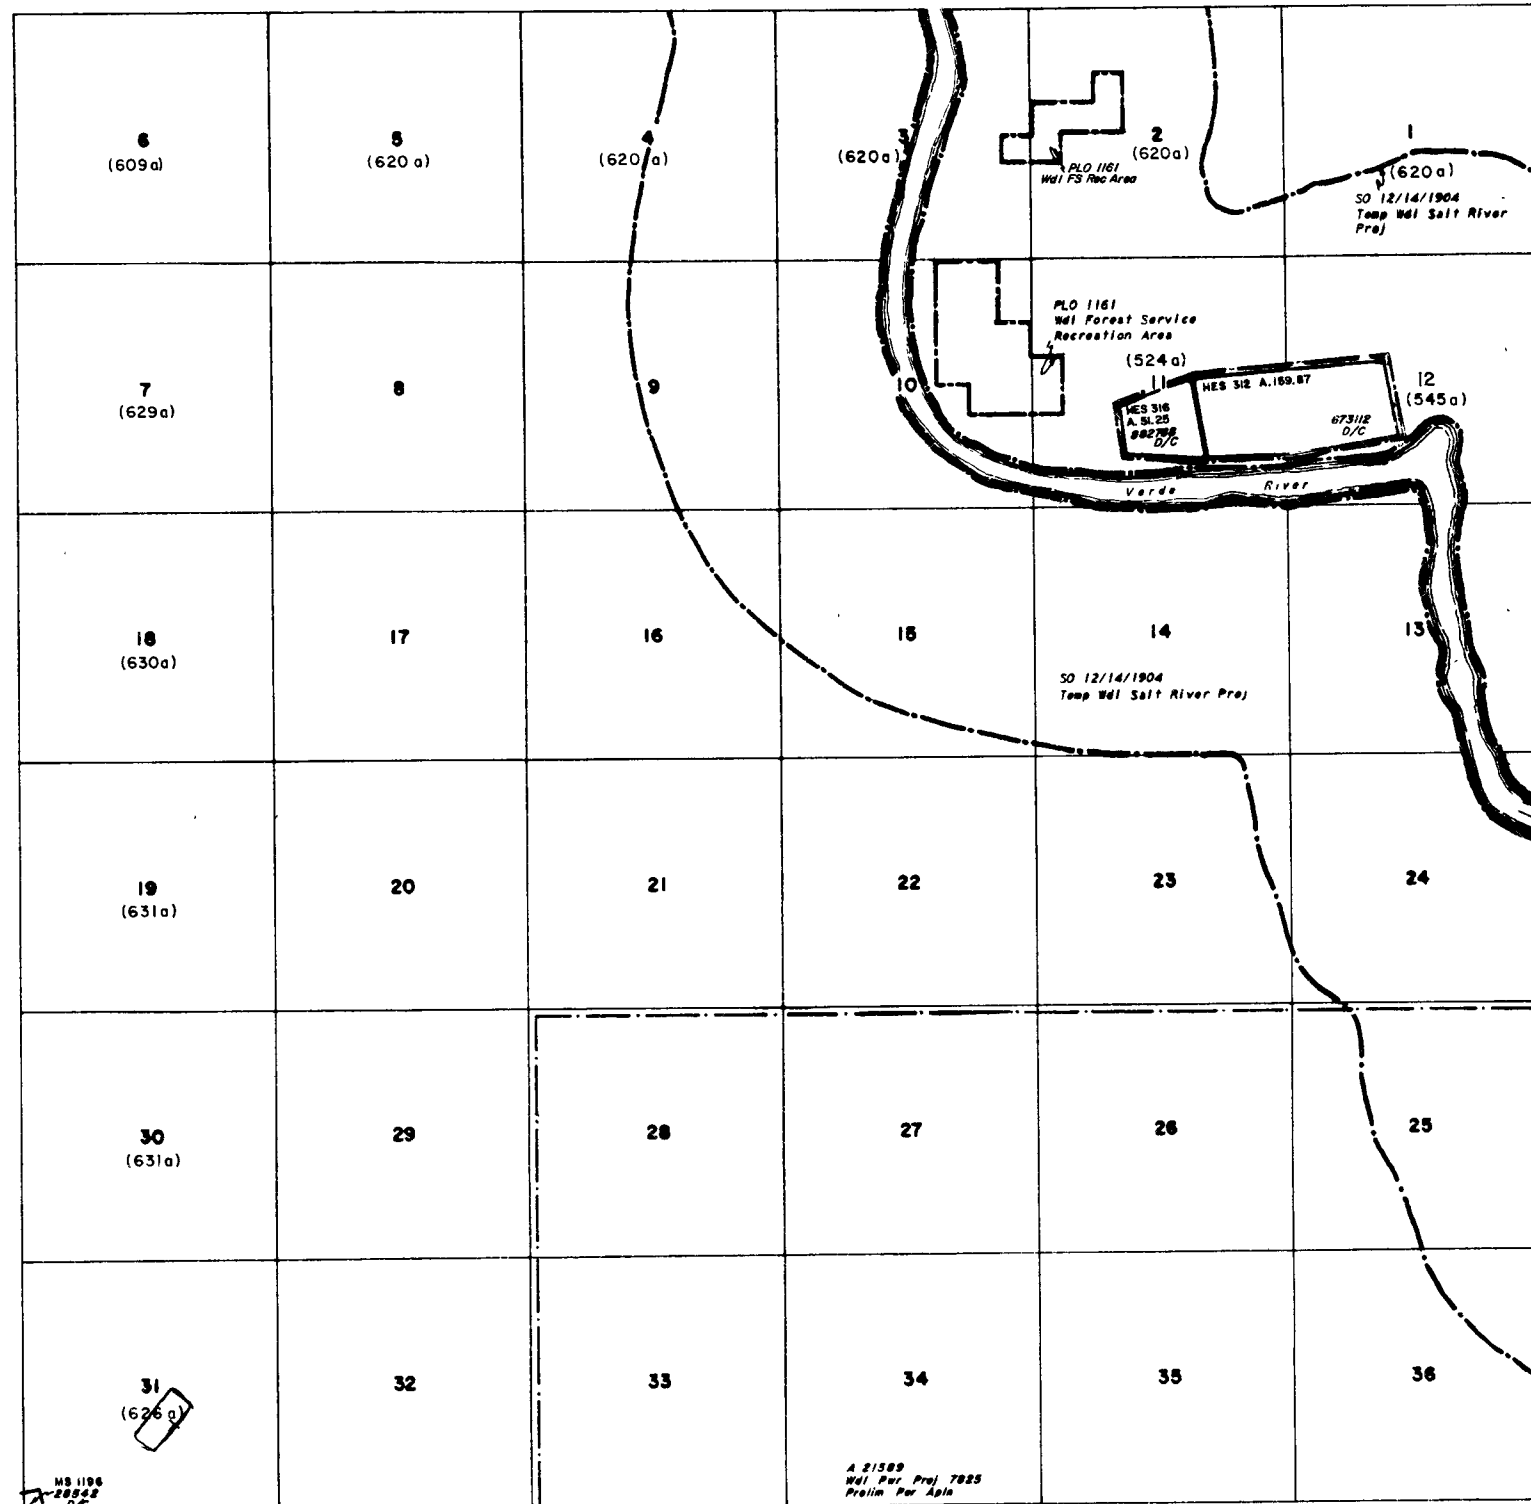 6
(609a)
5
(620 a)
4
(620 a)
3
(620a)
2
(620a)
PLO 1161
Wdl FS Rec Area
1
(620a)
SO 12/14/1904
Temp Wdl Salt River
Proj
7
(629a)
8
9
10
PLO 1161
Wdl Forest Service
Recreation Area
(524a)
11
HES 316
A. 51.25
D/C
HES 312 A.159.87
673112
D/C
12
(545a)
Verde River
18
(630a)
17
16
15
14
13
SO 12/14/1904
Temp Wdl Salt River Proj
19
(631a)
20
21
22
23
24
30
(631a)
29
28
27
26
25
31
(626a)
32
33
34
35
36
MS 1196
28542
A 21589
Wdl Pwr Proj 7825
Prelim Per Apln